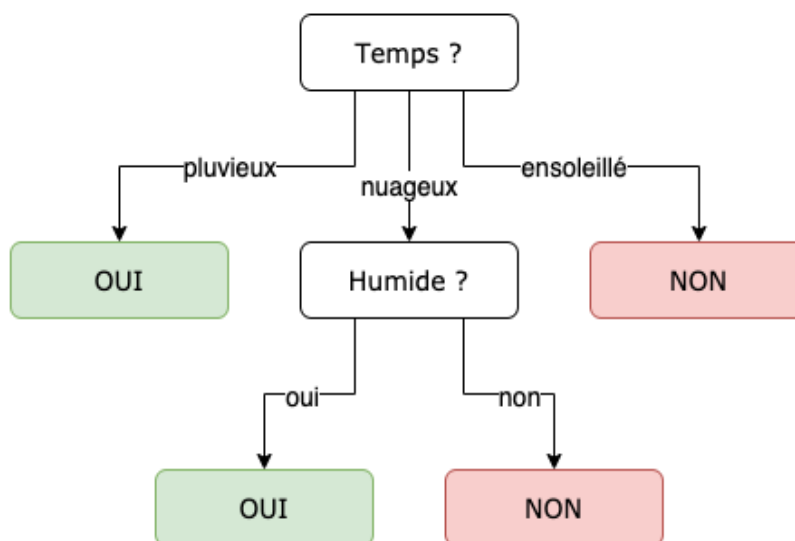 Temps ?
pluvieux
nuageux
ensoleillé
OUI
Humide ?
NON
oui
non
OUI
NON